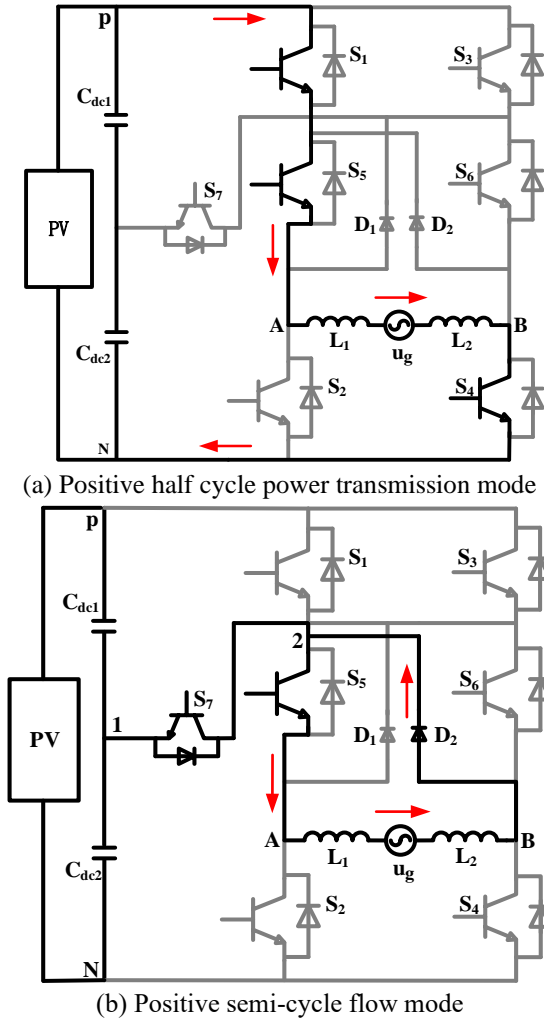 p
S1
S3
Cdc1
S7
S5
S6
PV
D1 D2
A
B
L1
ug
L2
Cdc2
S2
S4
N
(a) Positive half cycle power transmission mode
p
S1
S3
Cdc1
2
S7
S5
S6
1
PV
D1
D2
A
B
L1
ug
L2
Cdc2
S2
S4
N
(b) Positive semi-cycle flow mode